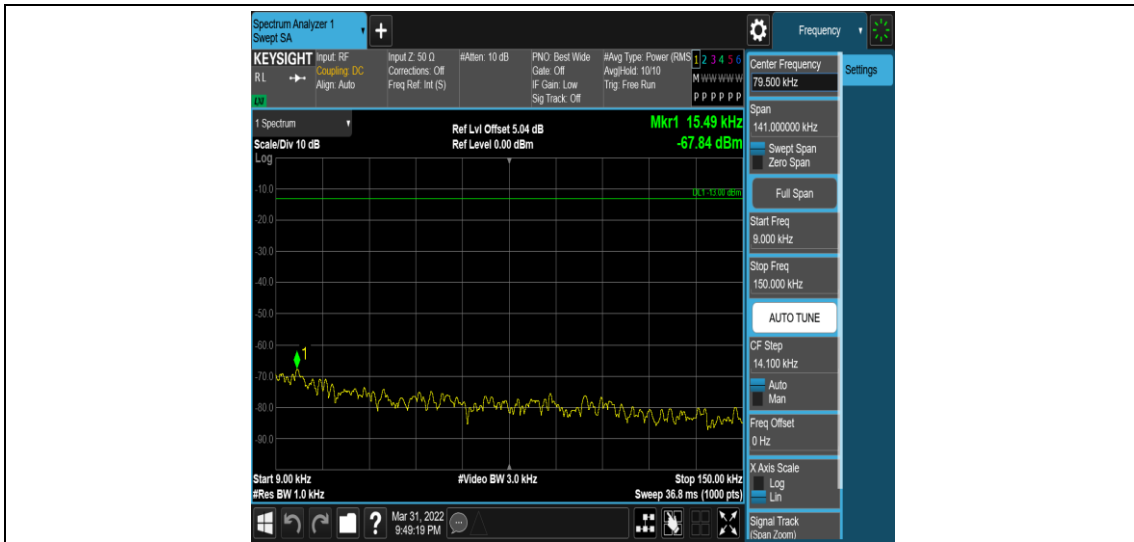 Spectrum Analyzer 1
Swept SA
+
Frequency
KEYSIGHT
RL
LXI
Input: RF
Coupling: DC
Align: Auto
Input Z: 50 Ω
Corrections: Off
Freq Ref: Int (S)
#Atten: 10 dB
PNO: Best Wide
Gate: Off
IF Gain: Low
Sig Track: Off
#Avg Type: Power (RMS
Avg|Hold: 10/10
Trig: Free Run
1 2 3 4 5 6
M W W W W W
P P P P P P
1 Spectrum
Scale/Div 10 dB
Ref Lvl Offset 5.04 dB
Ref Level 0.00 dBm
Mkr1 15.49 kHz
-67.84 dBm
Log
DL1 -13.00 dBm
-10.0
-20.0
-30.0
-40.0
-50.0
-60.0
-70.0
-80.0
-90.0
1
Start 9.00 kHz
#Res BW 1.0 kHz
#Video BW 3.0 kHz
Stop 150.00 kHz
Sweep 36.8 ms (1000 pts)
?
Mar 31, 2022
9:49:19 PM
Center Frequency
79.500 kHz
Span
141.000000 kHz
Swept Span
Zero Span
Full Span
Start Freq
9.000 kHz
Stop Freq
150.000 kHz
AUTO TUNE
CF Step
14.100 kHz
Auto
Man
Freq Offset
0 Hz
X Axis Scale
Log
Lin
Signal Track
(Span Zoom)
Settings